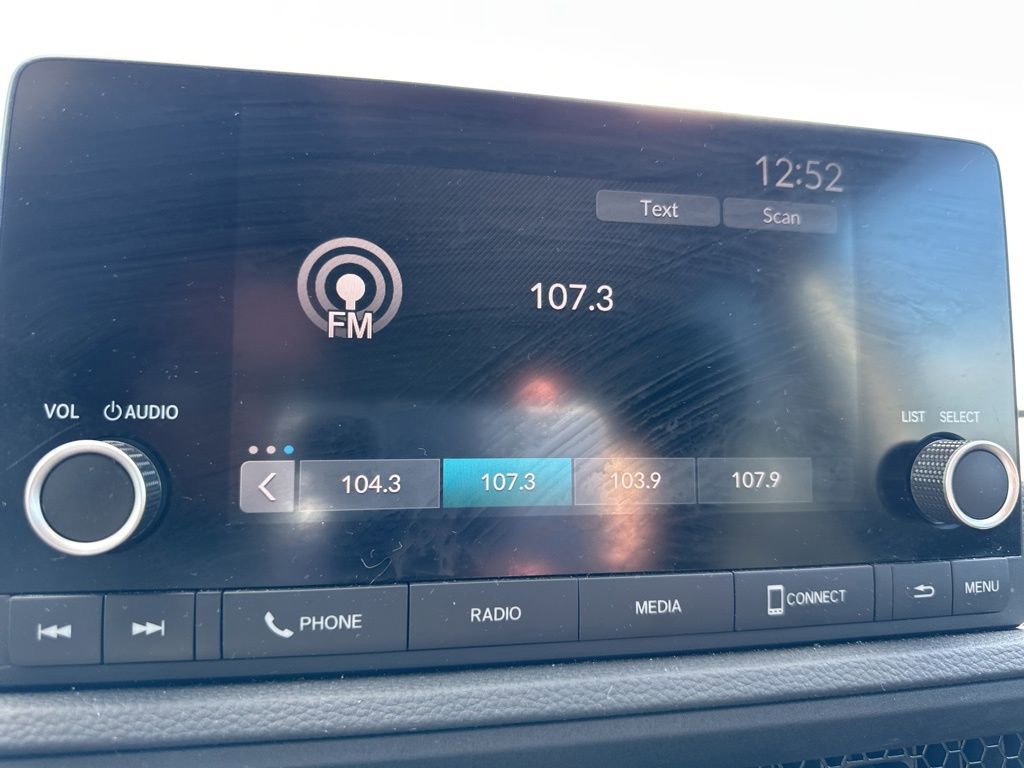 12:52
Text Scan
FM
107.3
VOL AUDIO
LIST SELECT
104.3 107.3 103.9 107.9
PHONE RADIO MEDIA CONNECT MENU